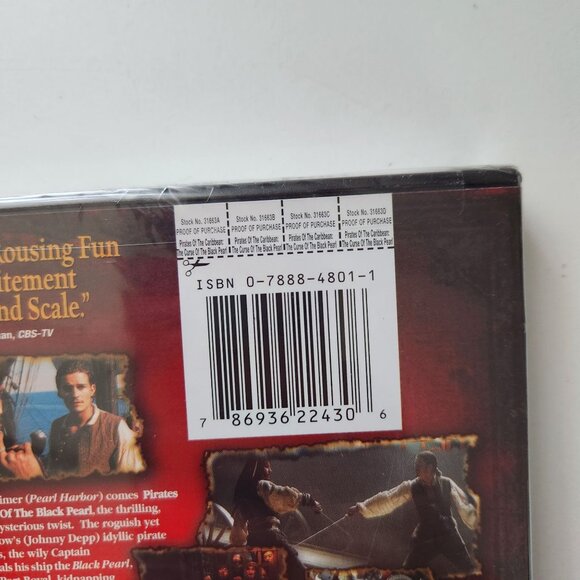 Stock No. 31663A
PROOF OF PURCHASE
Pirates Of The Caribbean:
The Curse Of The Black Pearl
Stock No. 31663B
PROOF OF PURCHASE
Pirates Of The Caribbean:
The Curse Of The Black Pearl
Stock No. 31663C
PROOF OF PURCHASE
Pirates Of The Caribbean:
The Curse Of The Black Pearl
Stock No. 31663D
PROOF OF PURCHASE
Pirates Of The Caribbean:
The Curse Of The Black Pearl
ISBN 0-7888-4801-1
7 86936 22430 6
Rousing Fun
itement
nd Scale."
an, CBS-TV
imer (Pearl Harbor) comes Pirates
Of The Black Pearl, the thrilling,
ysterious twist. The roguish yet
ow's (Johnny Depp) idyllic pirate
s, the wily Captain
als his ship the Black Pearl,
Port Royal, kidnapping